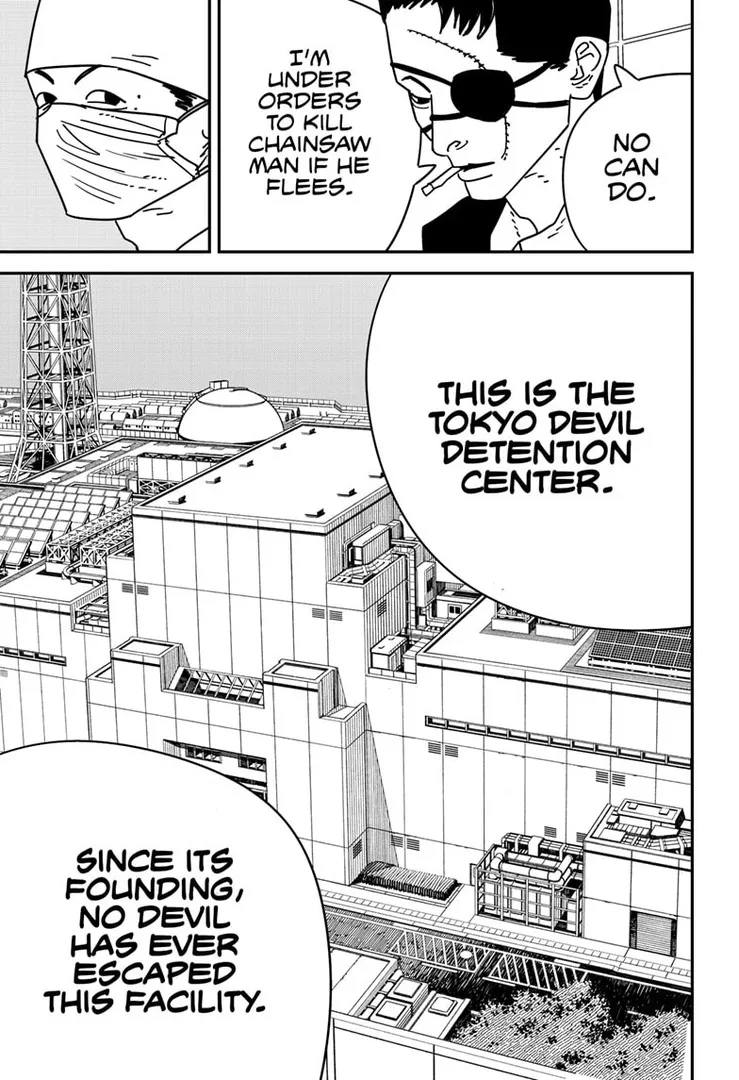 NO
CAN
DO.
I'M
UNDER
ORDERS
TO KILL
CHAINSAW
MAN IF HE
FLEES.
THIS IS THE
TOKYO DEVIL
DETENTION
CENTER.
SINCE ITS
FOUNDING,
NO DEVIL
HAS EVER
ESCAPED
THIS FACILITY.